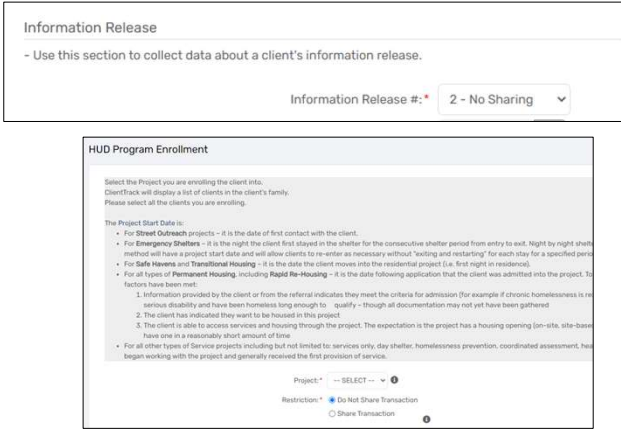 Information Release
- Use this section to collect data about a client's information release.
Information Release #:* 2 - No Sharing
HUD Program Enrollment
Select the Project you are enrolling the client into.
ClientTrack will display a list of clients in the client's family.
Please select all the clients you are enrolling.
The Project Start Date is:
• For Street Outreach projects – it is the date of first contact with the client.
• For Emergency Shelters – it is the night the client first stayed in the shelter for the consecutive shelter period from entry to exit. Night by night shelte
method will have a project start date and will allow clients to re-enter as necessary without "exiting and restarting" for each stay for a specified perio
• For Safe Havens and Transitional Housing – it is the date the client moves into the residential project (i.e. first night in residence).
• For all types of Permanent Housing, including Rapid Re-Housing – it is the date following application that the client was admitted into the project. To
factors have been met:
1. Information provided by the client or from the referral indicates they meet the criteria for admission (for example if chronic homelessness is re
serious disability and have been homeless long enough to qualify – though all documentation may not yet have been gathered
2. The client has indicated they want to be housed in this project
3. The client is able to access services and housing through the project. The expectation is the project has a housing opening (on-site, site-base
have one in a reasonably short amount of time
• For all other types of Service projects including but not limited to: services only, day shelter, homelessness prevention, coordinated assessment, hea
began working with the project and generally received the first provision of service.
Project:* -- SELECT --
Restriction:* Do Not Share Transaction
Share Transaction